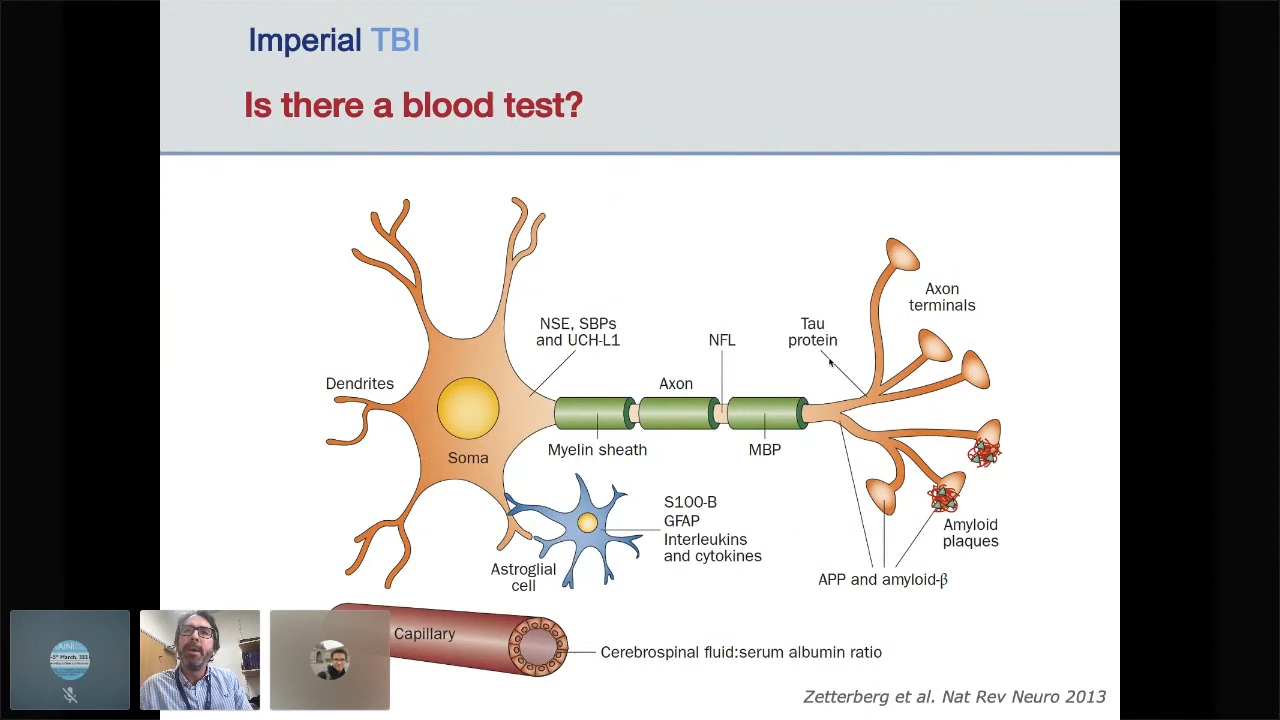 Imperial TBI
Is there a blood test?
Axon
terminals
NSE, SBPs
and UCH-L1
NFL
Tau
protein
Dendrites
Axon
Soma
Myelin sheath
MBP
S100-B
GFAP
Interleukins
and cytokines
Amyloid
plaques
Astroglial
cell
APP and amyloid-β
Capillary
Cerebrospinal fluid:serum albumin ratio
Zetterberg et al. Nat Rev Neuro 2013